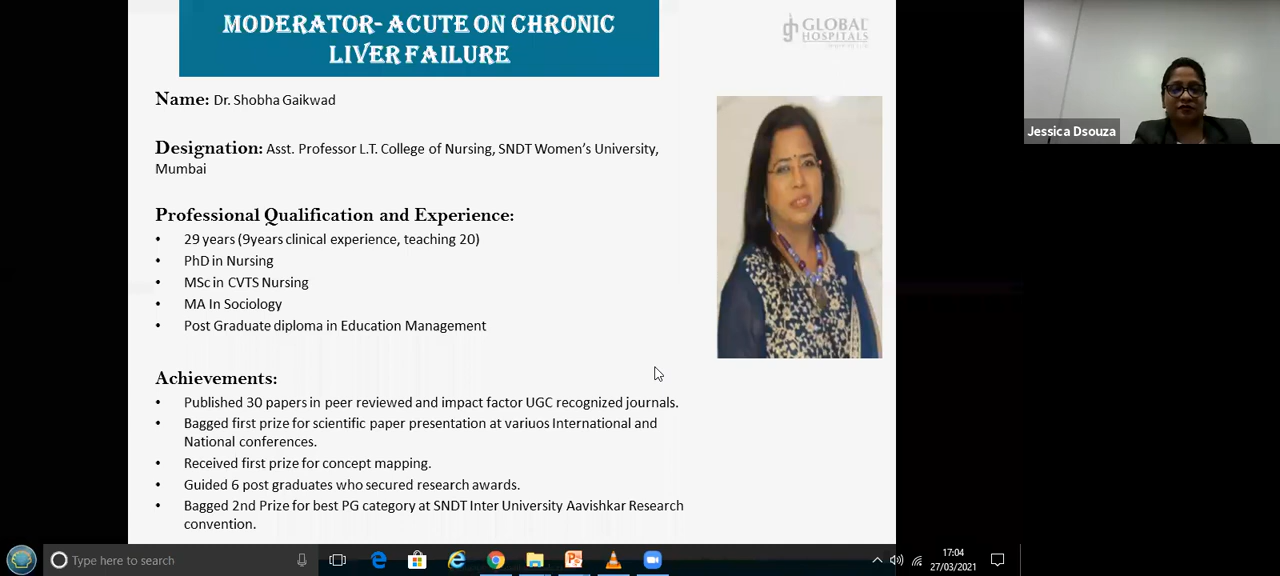 MODERATOR- ACUTE ON CHRONIC
LIVER FAILURE
GLOBAL
HOSPITALS
Name: Dr. Shobha Gaikwad
Designation: Asst. Professor L.T. College of Nursing, SNDT Women's University,
Mumbai
Professional Qualification and Experience:
• 29 years (9years clinical experience, teaching 20)
• PhD in Nursing
• MSc in CVTS Nursing
• MA In Sociology
• Post Graduate diploma in Education Management
Achievements:
• Published 30 papers in peer reviewed and impact factor UGC recognized journals.
• Bagged first prize for scientific paper presentation at variuos International and
National conferences.
• Received first prize for concept mapping.
• Guided 6 post graduates who secured research awards.
• Bagged 2nd Prize for best PG category at SNDT Inter University Aavishkar Research
convention.
Jessica Dsouza
Type here to search
17:04
27/03/2021